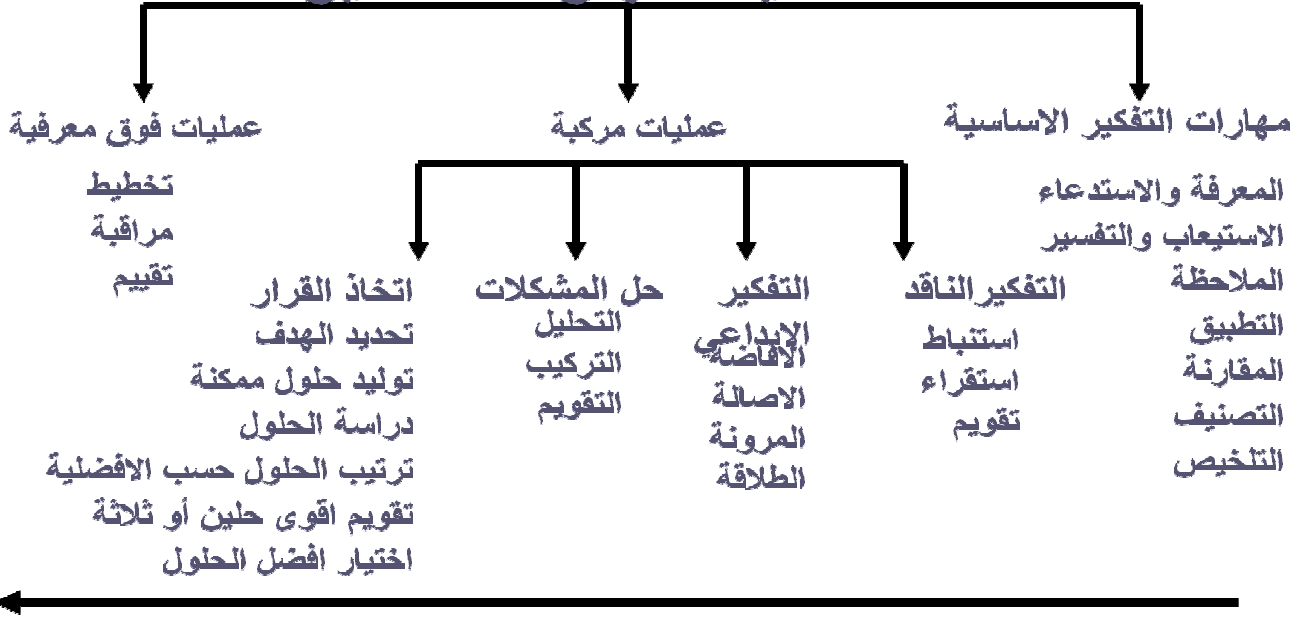 مهارات التفكير الاساسية
المعرفة والاستدعاء
الاستيعاب والتفسير
الملاحظة
التطبيق
المقارنة
التصنيف
التلخيص
عمليات مركبة
التفكير الناقد
استنباط
استقراء
تقويم
التفكير
الإبداعي
الافاضة
الاصالة
المرونة
الطلاقة
حل المشكلات
التحليل
التركيب
التقويم
اتخاذ القرار
تحديد الهدف
توليد حلول ممكنة
دراسة الحلول
ترتيب الحلول حسب الافضلية
تقويم اقوى حلين أو ثلاثة
اختيار افضل الحلول
عمليات فوق معرفية
تخطيط
مراقبة
تقييم